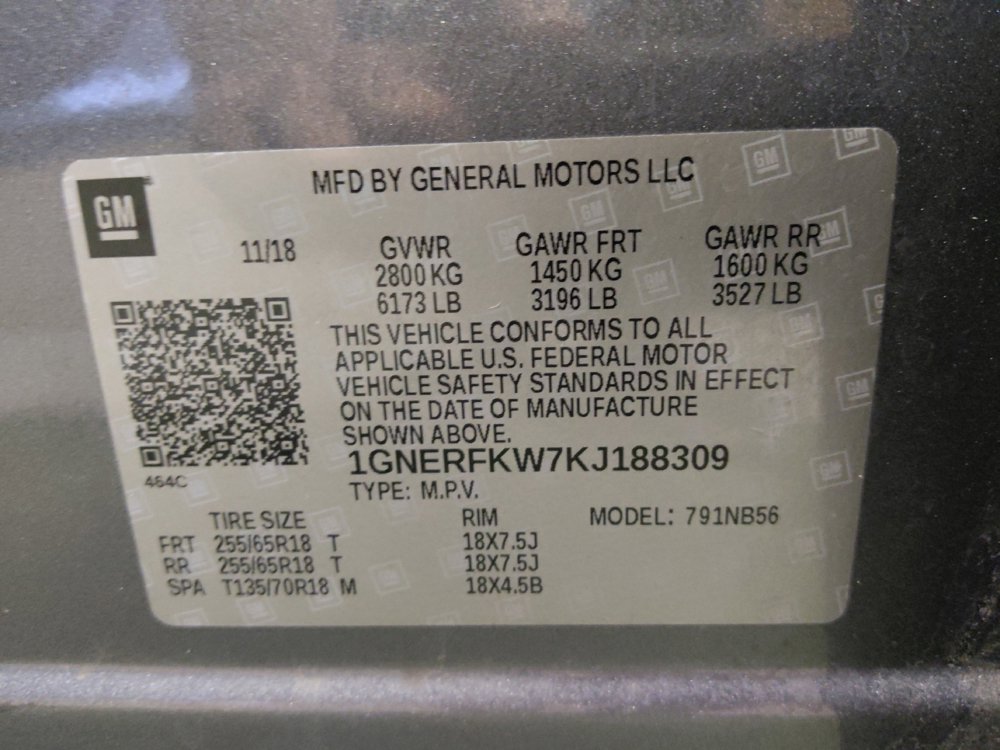 GM
MFD BY GENERAL MOTORS LLC
11/18
GVWR
2800 KG
6173 LB
GAWR FRT
1450 KG
3196 LB
GAWR RR
1600 KG
3527 LB
THIS VEHICLE CONFORMS TO ALL
APPLICABLE U.S. FEDERAL MOTOR
VEHICLE SAFETY STANDARDS IN EFFECT
ON THE DATE OF MANUFACTURE
SHOWN ABOVE.
1GNERFKW7KJ188309
464C
TYPE: M.P.V.
TIRE SIZE RIM MODEL: 791NB56
FRT 255/65R18 T 18X7.5J
RR 255/65R18 T 18X7.5J
SPA T135/70R18 M 18X4.5B